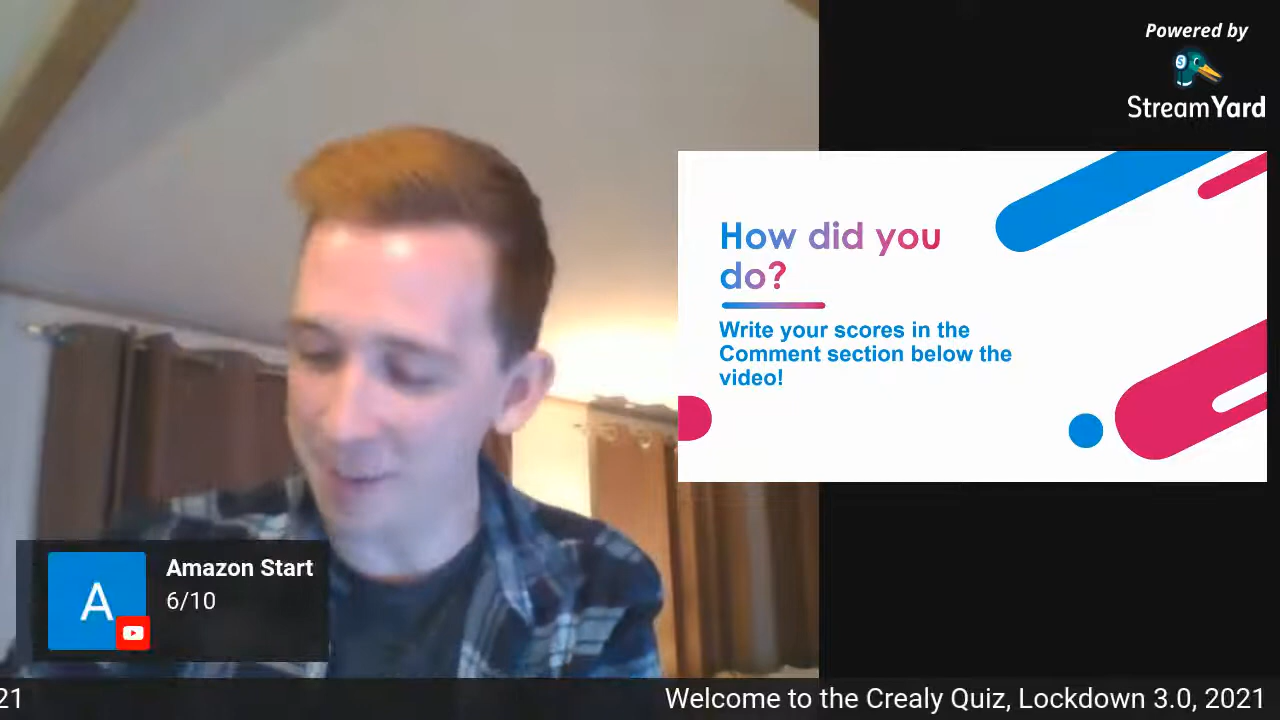 Powered by
StreamYard
How did you
do?
Write your scores in the
Comment section below the
video!
Amazon Start
A
6/10
21
Welcome to the Crealy Quiz, Lockdown 3.0, 2021